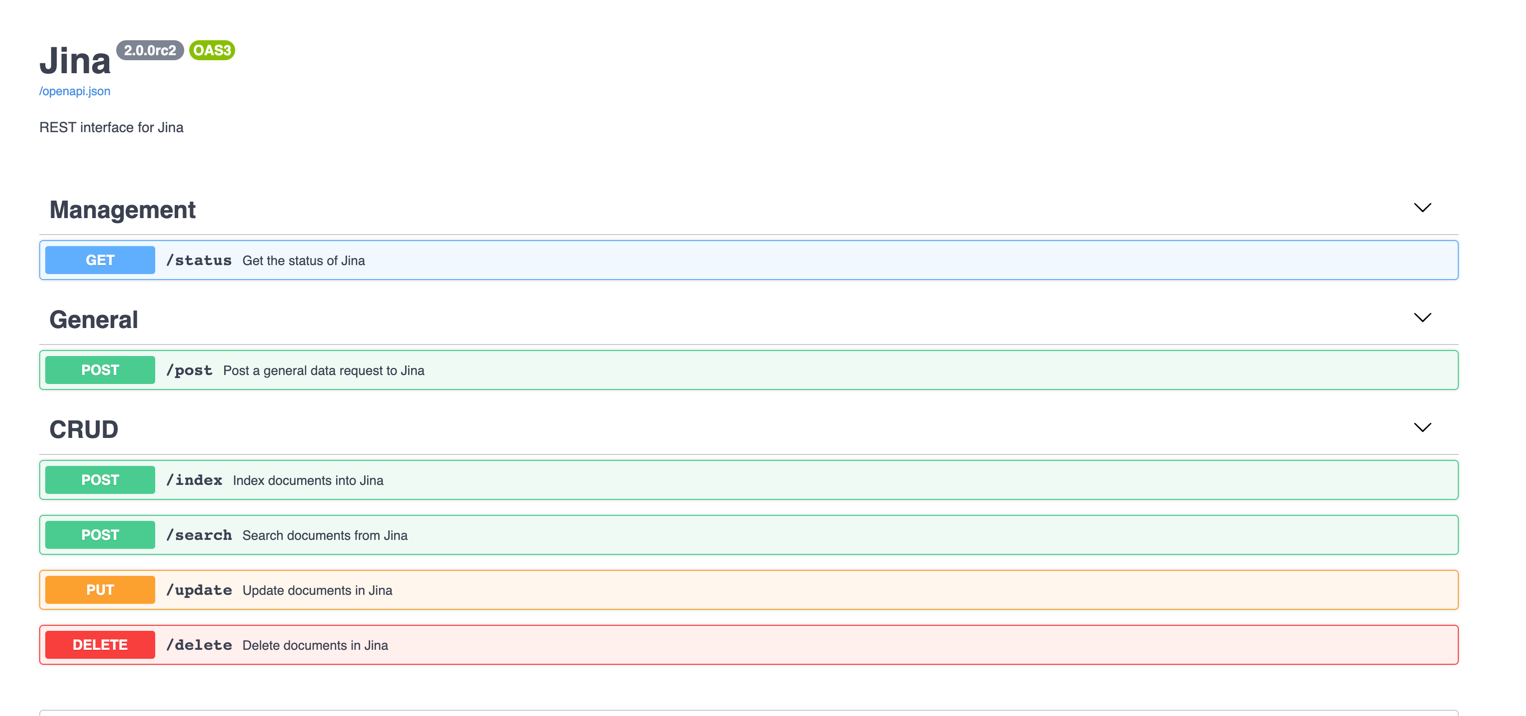 Jina 2.0.0rc2 OAS3
/openapi.json
REST interface for Jina
Management
GET /status Get the status of Jina
General
POST /post Post a general data request to Jina
CRUD
POST /index Index documents into Jina
POST /search Search documents from Jina
PUT /update Update documents in Jina
DELETE /delete Delete documents in Jina